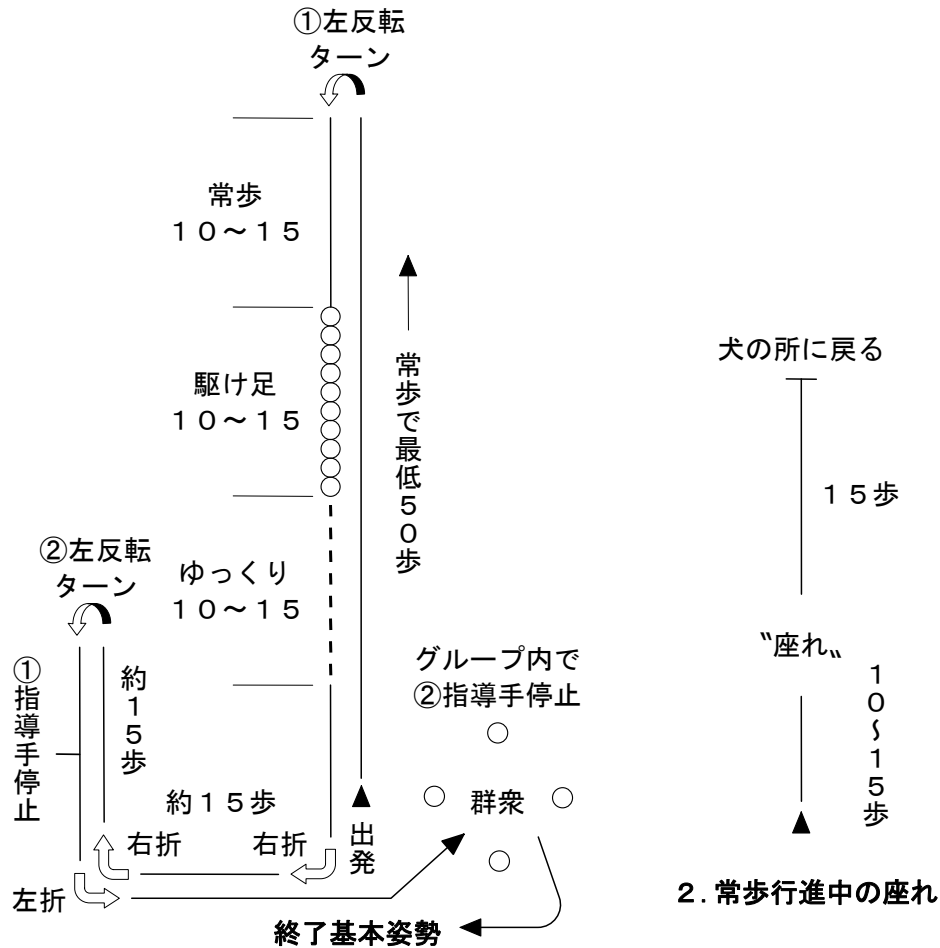 ①左反転
ターン
常歩
１０～１５
駆け足
１０～１５
ゆっくり
１０～１５
常歩で最低５０歩
②左反転
ターン
①指導手停止
約１５歩
約１５歩
右折
右折
出発
左折
グループ内で
②指導手停止
群衆
終了基本姿勢
犬の所に戻る
１５歩
〝座れ〟
１０～１５歩
２.常歩行進中の座れ